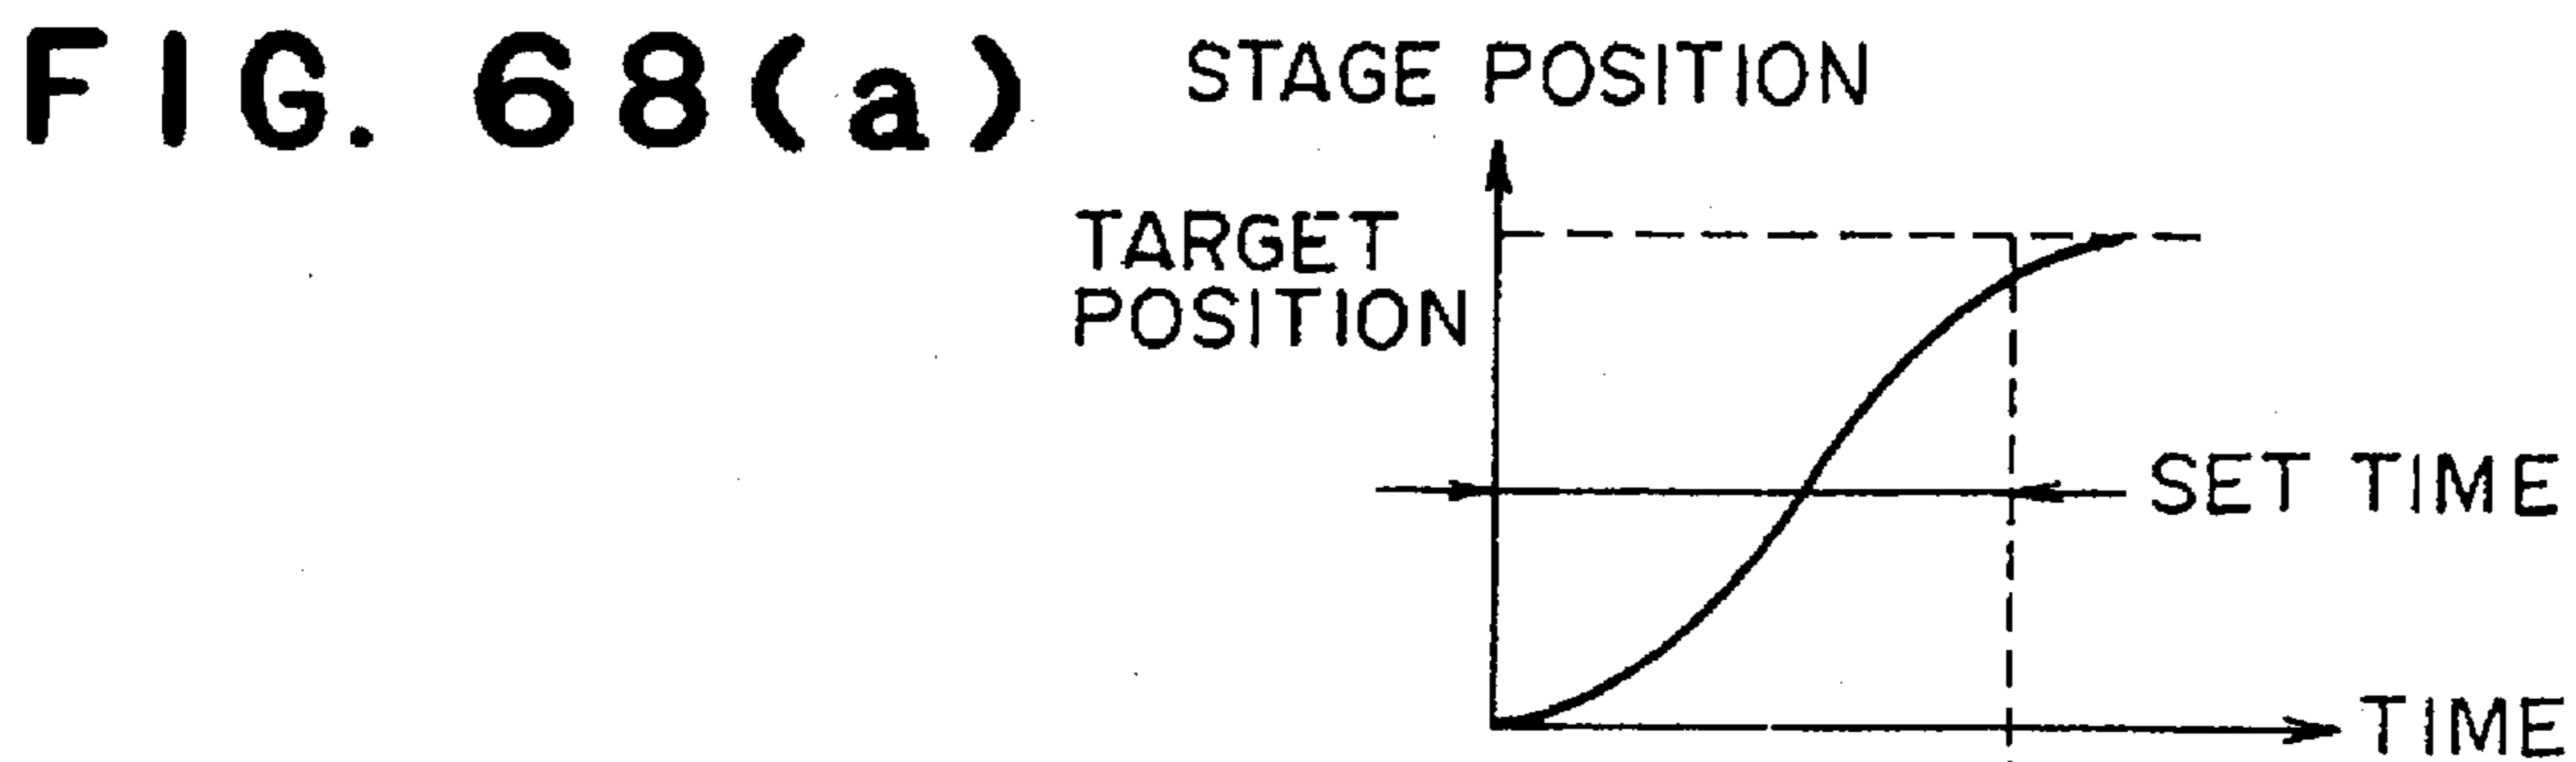 FIG. 68(a)
STAGE POSITION
TARGET
POSITION
SET TIME
TIME